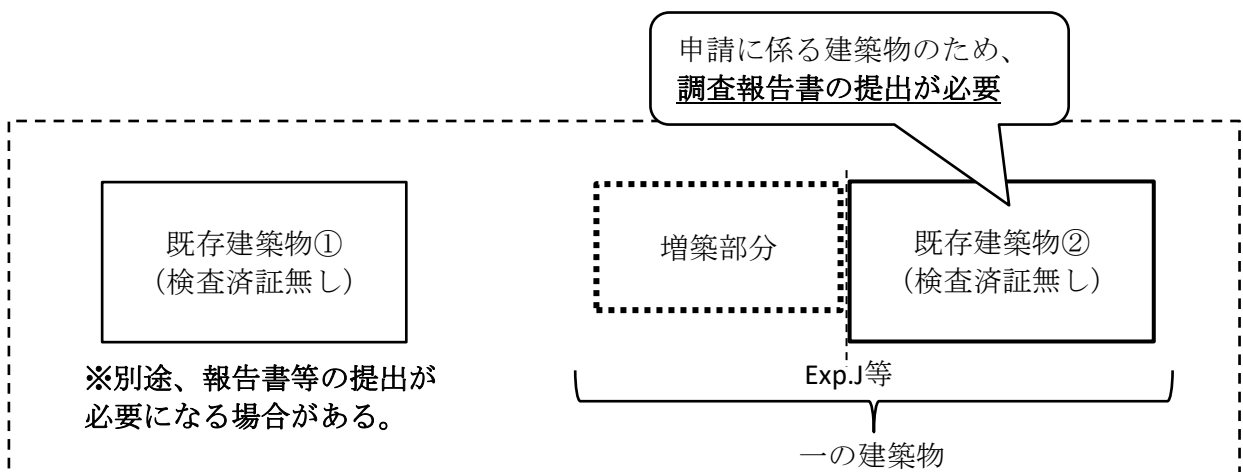 申請に係る建築物のため、
調査報告書の提出が必要
既存建築物①
（検査済証無し）
増築部分
既存建築物②
（検査済証無し）
※別途、報告書等の提出が
必要になる場合がある。
Exp.J等
一の建築物